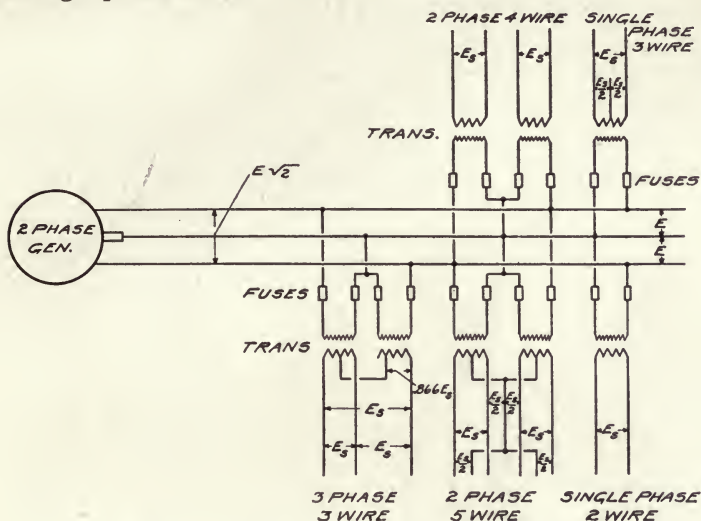 2 PHASE 4 WIRE
SINGLE
PHASE
3 WIRE
Es
Es
Es
Es/2
Es/2
TRANS.
E√2
FUSES
2 PHASE
GEN.
E
E
FUSES
TRANS
.866Es
Es
Es
Es
Es/2
Es/2
Es
Es
Es/2
Es/2
Es
3 PHASE
3 WIRE
2 PHASE
5 WIRE
SINGLE PHASE
2 WIRE